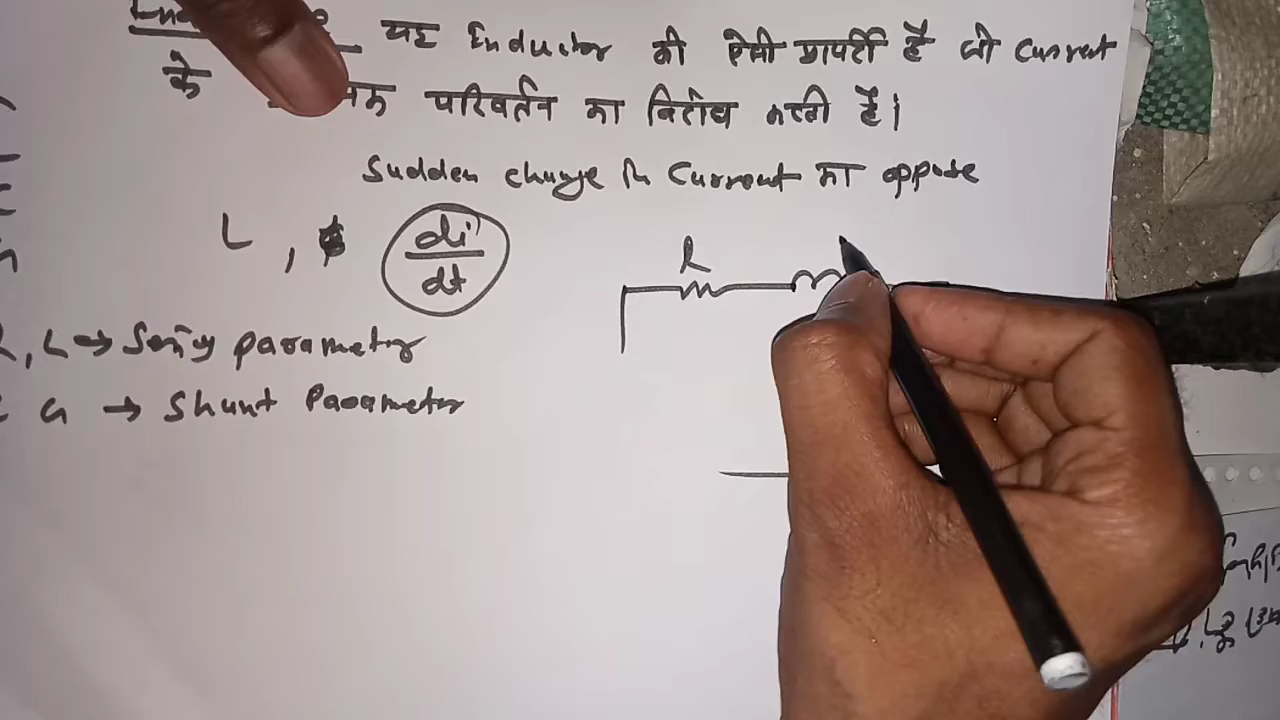 यह Inductor की ऐसी प्रापर्टी है जो Current
के परिवर्तन का विरोध करती है।
Sudden change in Current का oppose
L, di/dt
R
R, L → Series parameter
G → Shunt Parameter